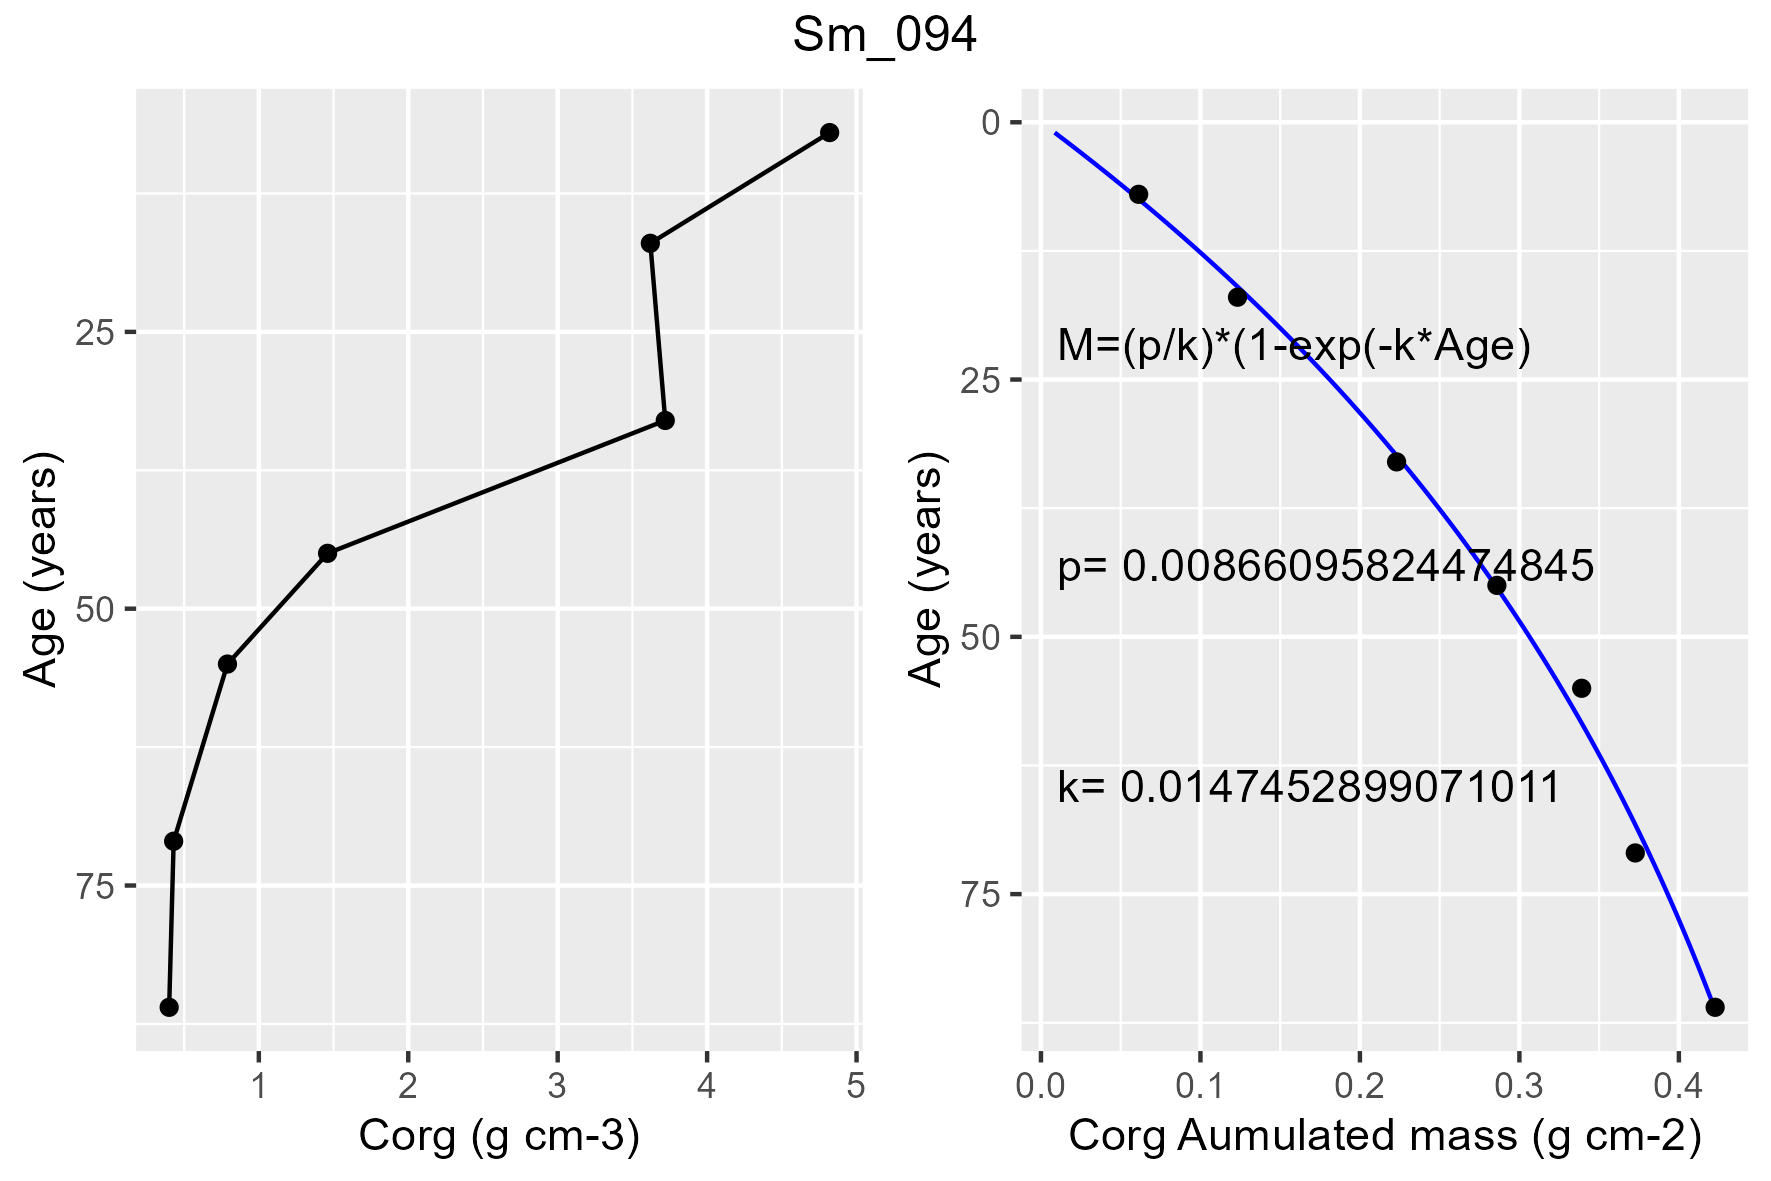 Sm_094
Age (years)
25
50
75
1 2 3 4 5
Corg (g cm-3)
Age (years)
0
25
50
75
M=(p/k)*(1-exp(-k*Age)
p= 0.00866095824474845
k= 0.0147452899071011
0.0 0.1 0.2 0.3 0.4
Corg Aumulated mass (g cm-2)